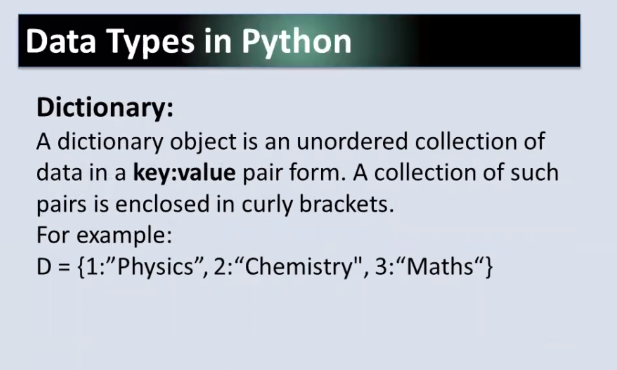 Data Types in Python
Dictionary:
A dictionary object is an unordered collection of
data in a key:value pair form. A collection of such
pairs is enclosed in curly brackets.
For example:
D = {1:”Physics”, 2:“Chemistry", 3:“Maths“}